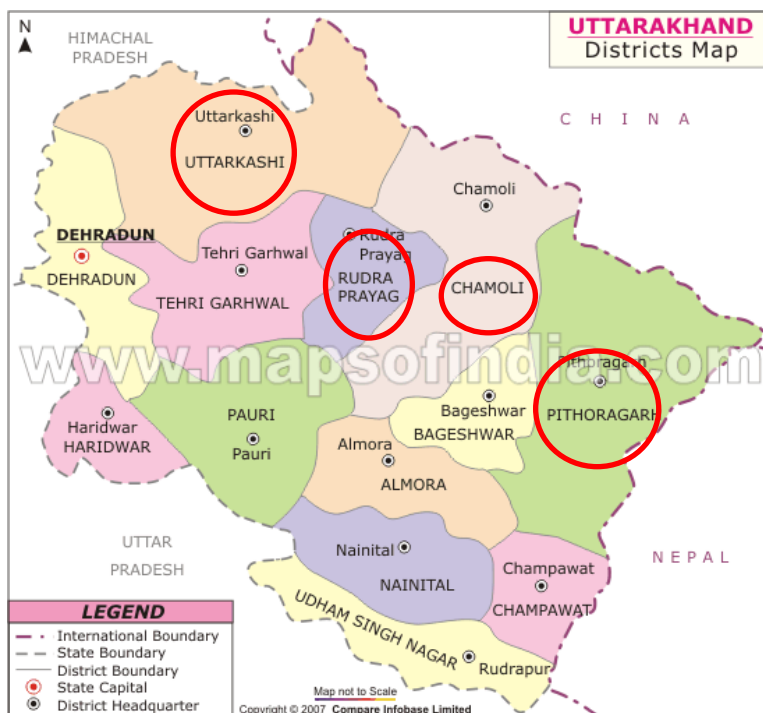 N
HIMACHAL
PRADESH
UTTARAKHAND
Districts Map
C H I N A
Uttarkashi
UTTARKASHI
Chamoli
DEHRADUN
DEHRADUN
Tehri Garhwal
TEHRI GARHWAL
Rudra
Prayag
RUDRA
PRAYAG
CHAMOLI
www.mapsofindia.com
Pithoragarh
PITHORAGARH
Haridwar
HARIDWAR
PAURI
Pauri
Bageshwar
BAGESHWAR
Almora
ALMORA
UTTAR
PRADESH
Nainital
NAINITAL
N E P A L
Champawat
CHAMPAWAT
UDHAM SINGH NAGAR
Rudrapur
LEGEND
International Boundary
State Boundary
District Boundary
State Capital
District Headquarter
Map not to Scale
Copyright © 2007 Compare Infobase Limited